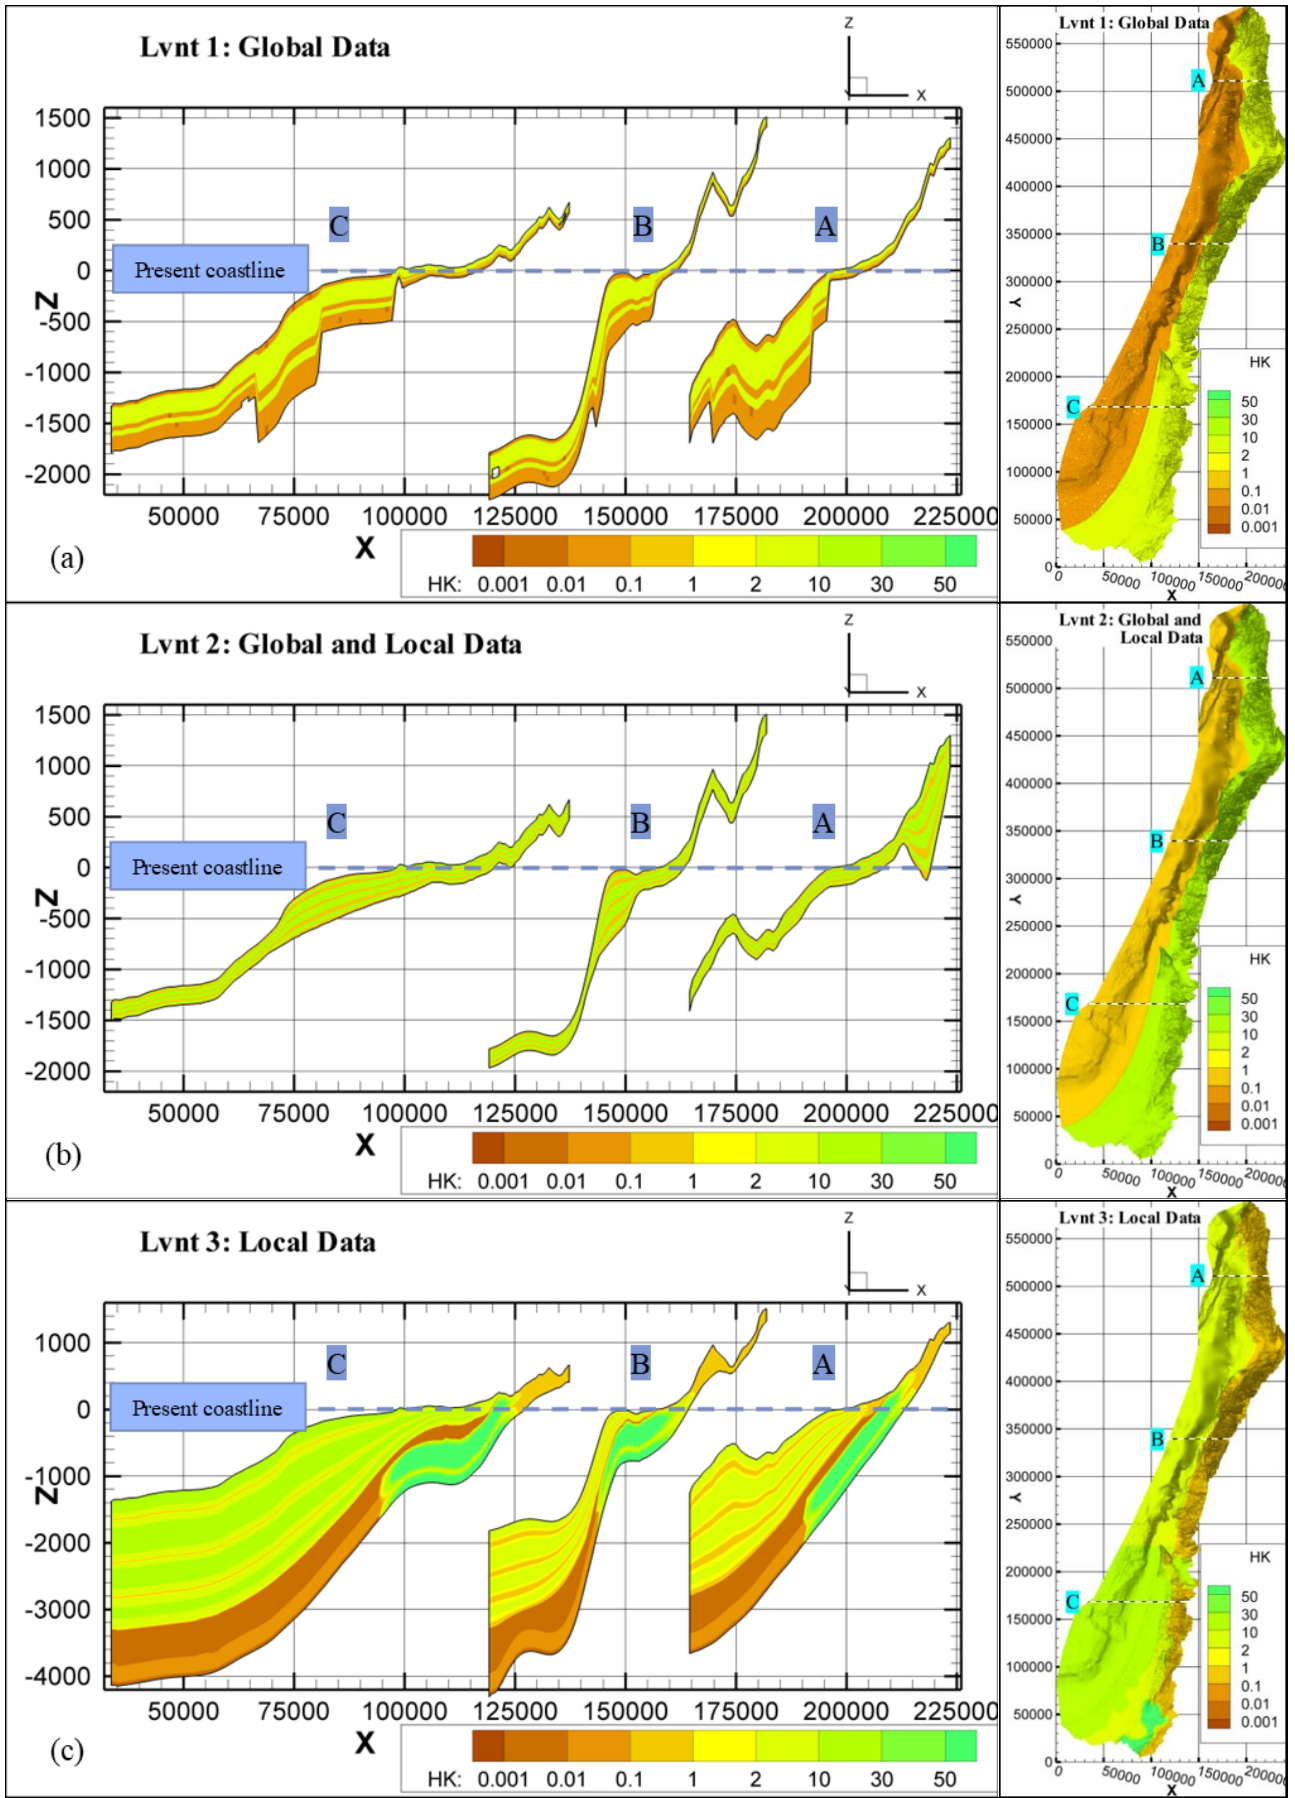 Lvnt 1: Global Data
Z
X
1500
1000
500
0
-500
-1000
-1500
-2000
Z
C
B
A
Present coastline
50000 75000 100000 125000 150000 175000 200000 225000
X
HK: 0.001 0.01 0.1 1 2 10 30 50
(a)
Lvnt 1: Global Data
550000
500000
450000
400000
350000
300000
250000
200000
150000
100000
50000
0
Y
A
B
C
HK
50
30
10
2
1
0.1
0.01
0.001
0 50000 100000 150000 200000
X
Lvnt 2: Global and Local Data
Z
X
1500
1000
500
0
-500
-1000
-1500
-2000
Z
C
B
A
Present coastline
50000 75000 100000 125000 150000 175000 200000 225000
X
HK: 0.001 0.01 0.1 1 2 10 30 50
(b)
Lvnt 2: Global and
Local Data
550000
500000
450000
400000
350000
300000
250000
200000
150000
100000
50000
0
Y
A
B
C
HK
50
30
10
2
1
0.1
0.01
0.001
50000 100000 150000 200000
X
Lvnt 3: Local Data
Z
X
1000
0
-1000
-2000
-3000
-4000
Z
C
B
A
Present coastline
50000 75000 100000 125000 150000 175000 200000 225000
X
HK: 0.001 0.01 0.1 1 2 10 30 50
(c)
Lvnt 3: Local Data
550000
500000
450000
400000
350000
300000
250000
200000
150000
100000
50000
0
Y
A
B
C
HK
50
30
10
2
1
0.1
0.01
0.001
0 50000 100000 150000 200000
X